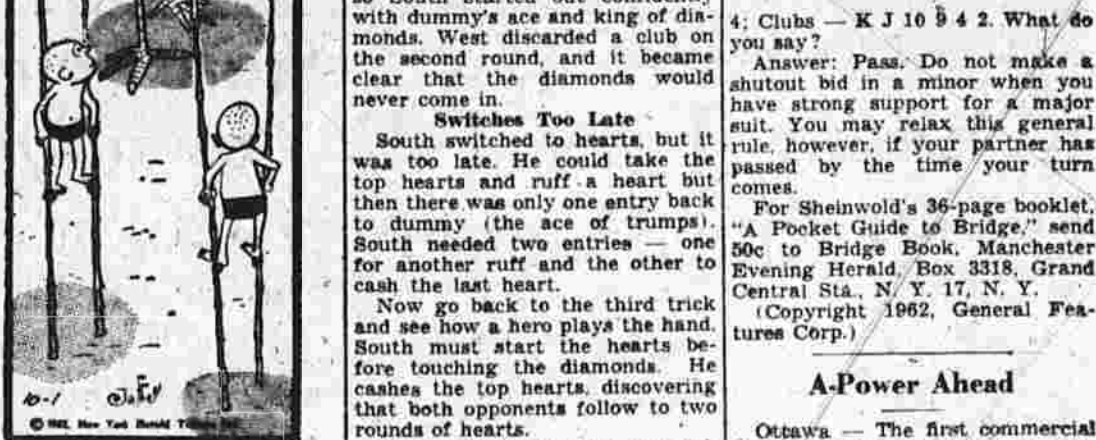 10-1
© 1962, New York Herald
so South started out confidently
with dummy's ace and king of dia-
monds. West discarded a club on
the second round, and it became
clear that the diamonds would
never come in.
Switches Too Late
South switched to hearts, but it
was too late. He could take the
top hearts and ruff a heart but
then there was only one entry back
to dummy (the ace of trumps).
South needed two entries — one
for another ruff and the other to
cash the last heart.
Now go back to the third trick
and see how a hero plays the hand.
South must start the hearts be-
fore touching the diamonds. He
cashes the top hearts, discovering
that both opponents follow to two
rounds of hearts.
4; Clubs — K J 10 9 4 2. What do
you say?
Answer: Pass. Do not make a
shutout bid in a minor when you
have strong support for a major
suit. You may relax this general
rule, however, if your partner has
passed by the time your turn
comes.
For Sheinwold's 36-page booklet,
"A Pocket Guide to Bridge," send
50c to Bridge Book, Manchester
Evening Herald, Box 3318, Grand
Central Sta., N. Y. 17, N. Y.
(Copyright 1962, General Fea-
tures Corp.)
A-Power Ahead
Ottawa — The first commercial